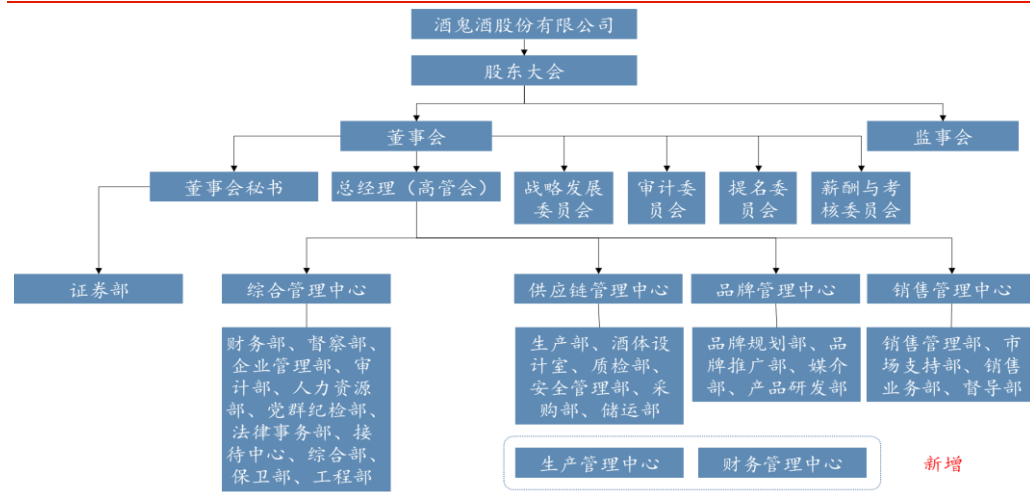 酒鬼酒股份有限公司
股东大会
董事会
监事会
董事会秘书
总经理（高管会）
战略发展
委员会
审计委
员会
提名委
员会
薪酬与考
核委员会
证券部
综合管理中心
供应链管理中心
品牌管理中心
销售管理中心
财务部、督察部、
企业管理部、审
计部、人力资源
部、党群纪检部、
法律事务部、接
待中心、综合部、
保卫部、工程部
生产部、酒体设
计室、质检部、
安全管理部、采
购部、储运部
品牌规划部、品
牌推广部、媒介
部、产品研发部
销售管理部、市
场支持部、销售
业务部、督导部
生产管理中心
财务管理中心
新增